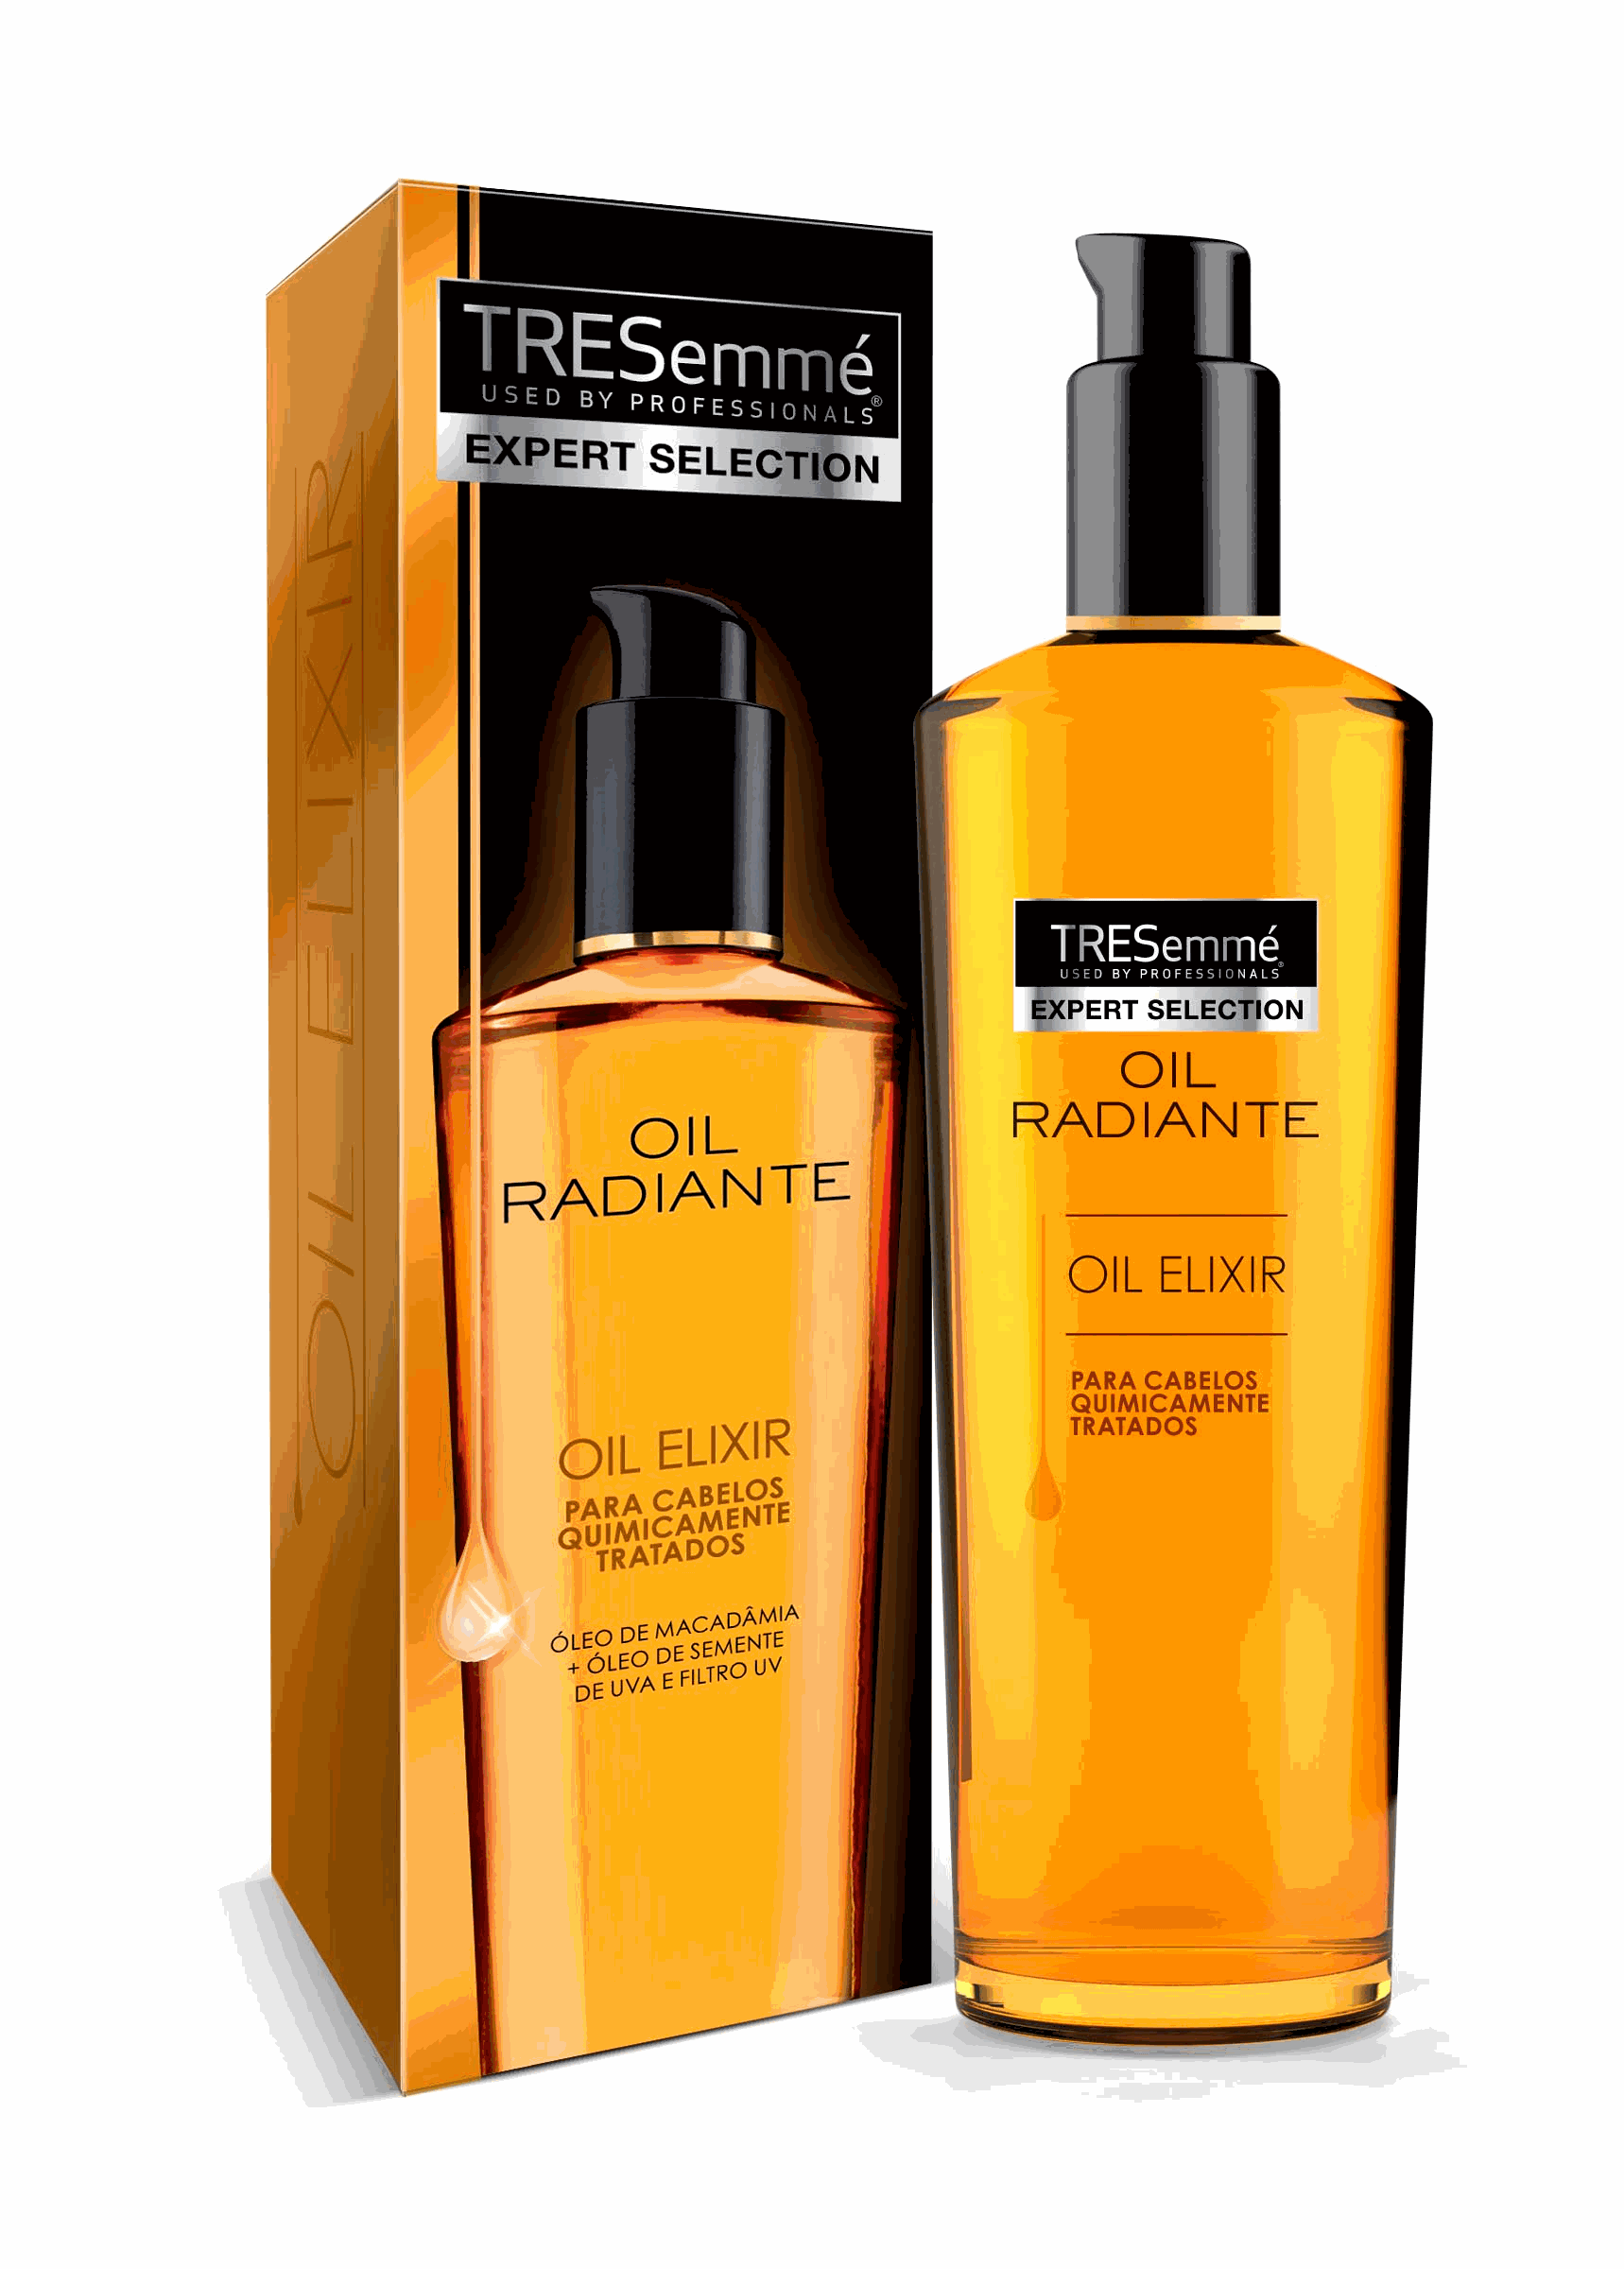 TRESemmé
USED BY PROFESSIONALS®
EXPERT SELECTION
OIL ELIXIR
OIL
RADIANTE
OIL ELIXIR
PARA CABELOS
QUIMICAMENTE
TRATADOS
ÓLEO DE MACADÂMIA
+ ÓLEO DE SEMENTE
DE UVA E FILTRO UV
TRESemmé
USED BY PROFESSIONALS®
EXPERT SELECTION
OIL
RADIANTE
OIL ELIXIR
PARA CABELOS
QUIMICAMENTE
TRATADOS